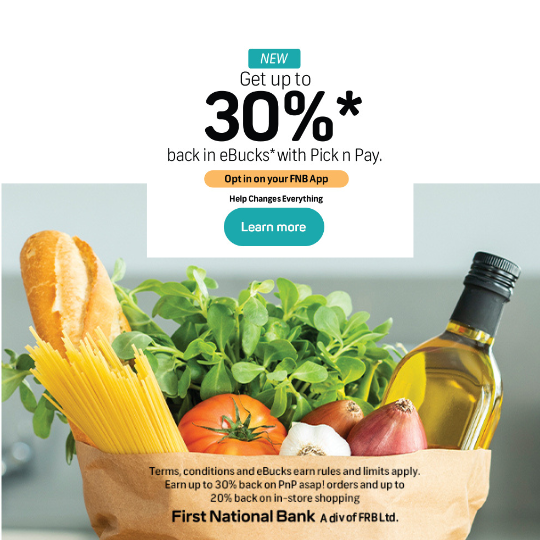 NEW
Get up to
30%*
back in eBucks* with Pick n Pay.
Opt in on your FNB App
Help Changes Everything
Learn more
Terms, conditions and eBucks earn rules and limits apply.
Earn up to 30% back on PnP asap! orders and up to
20% back on in-store shopping
First National Bank A div of FRB Ltd.